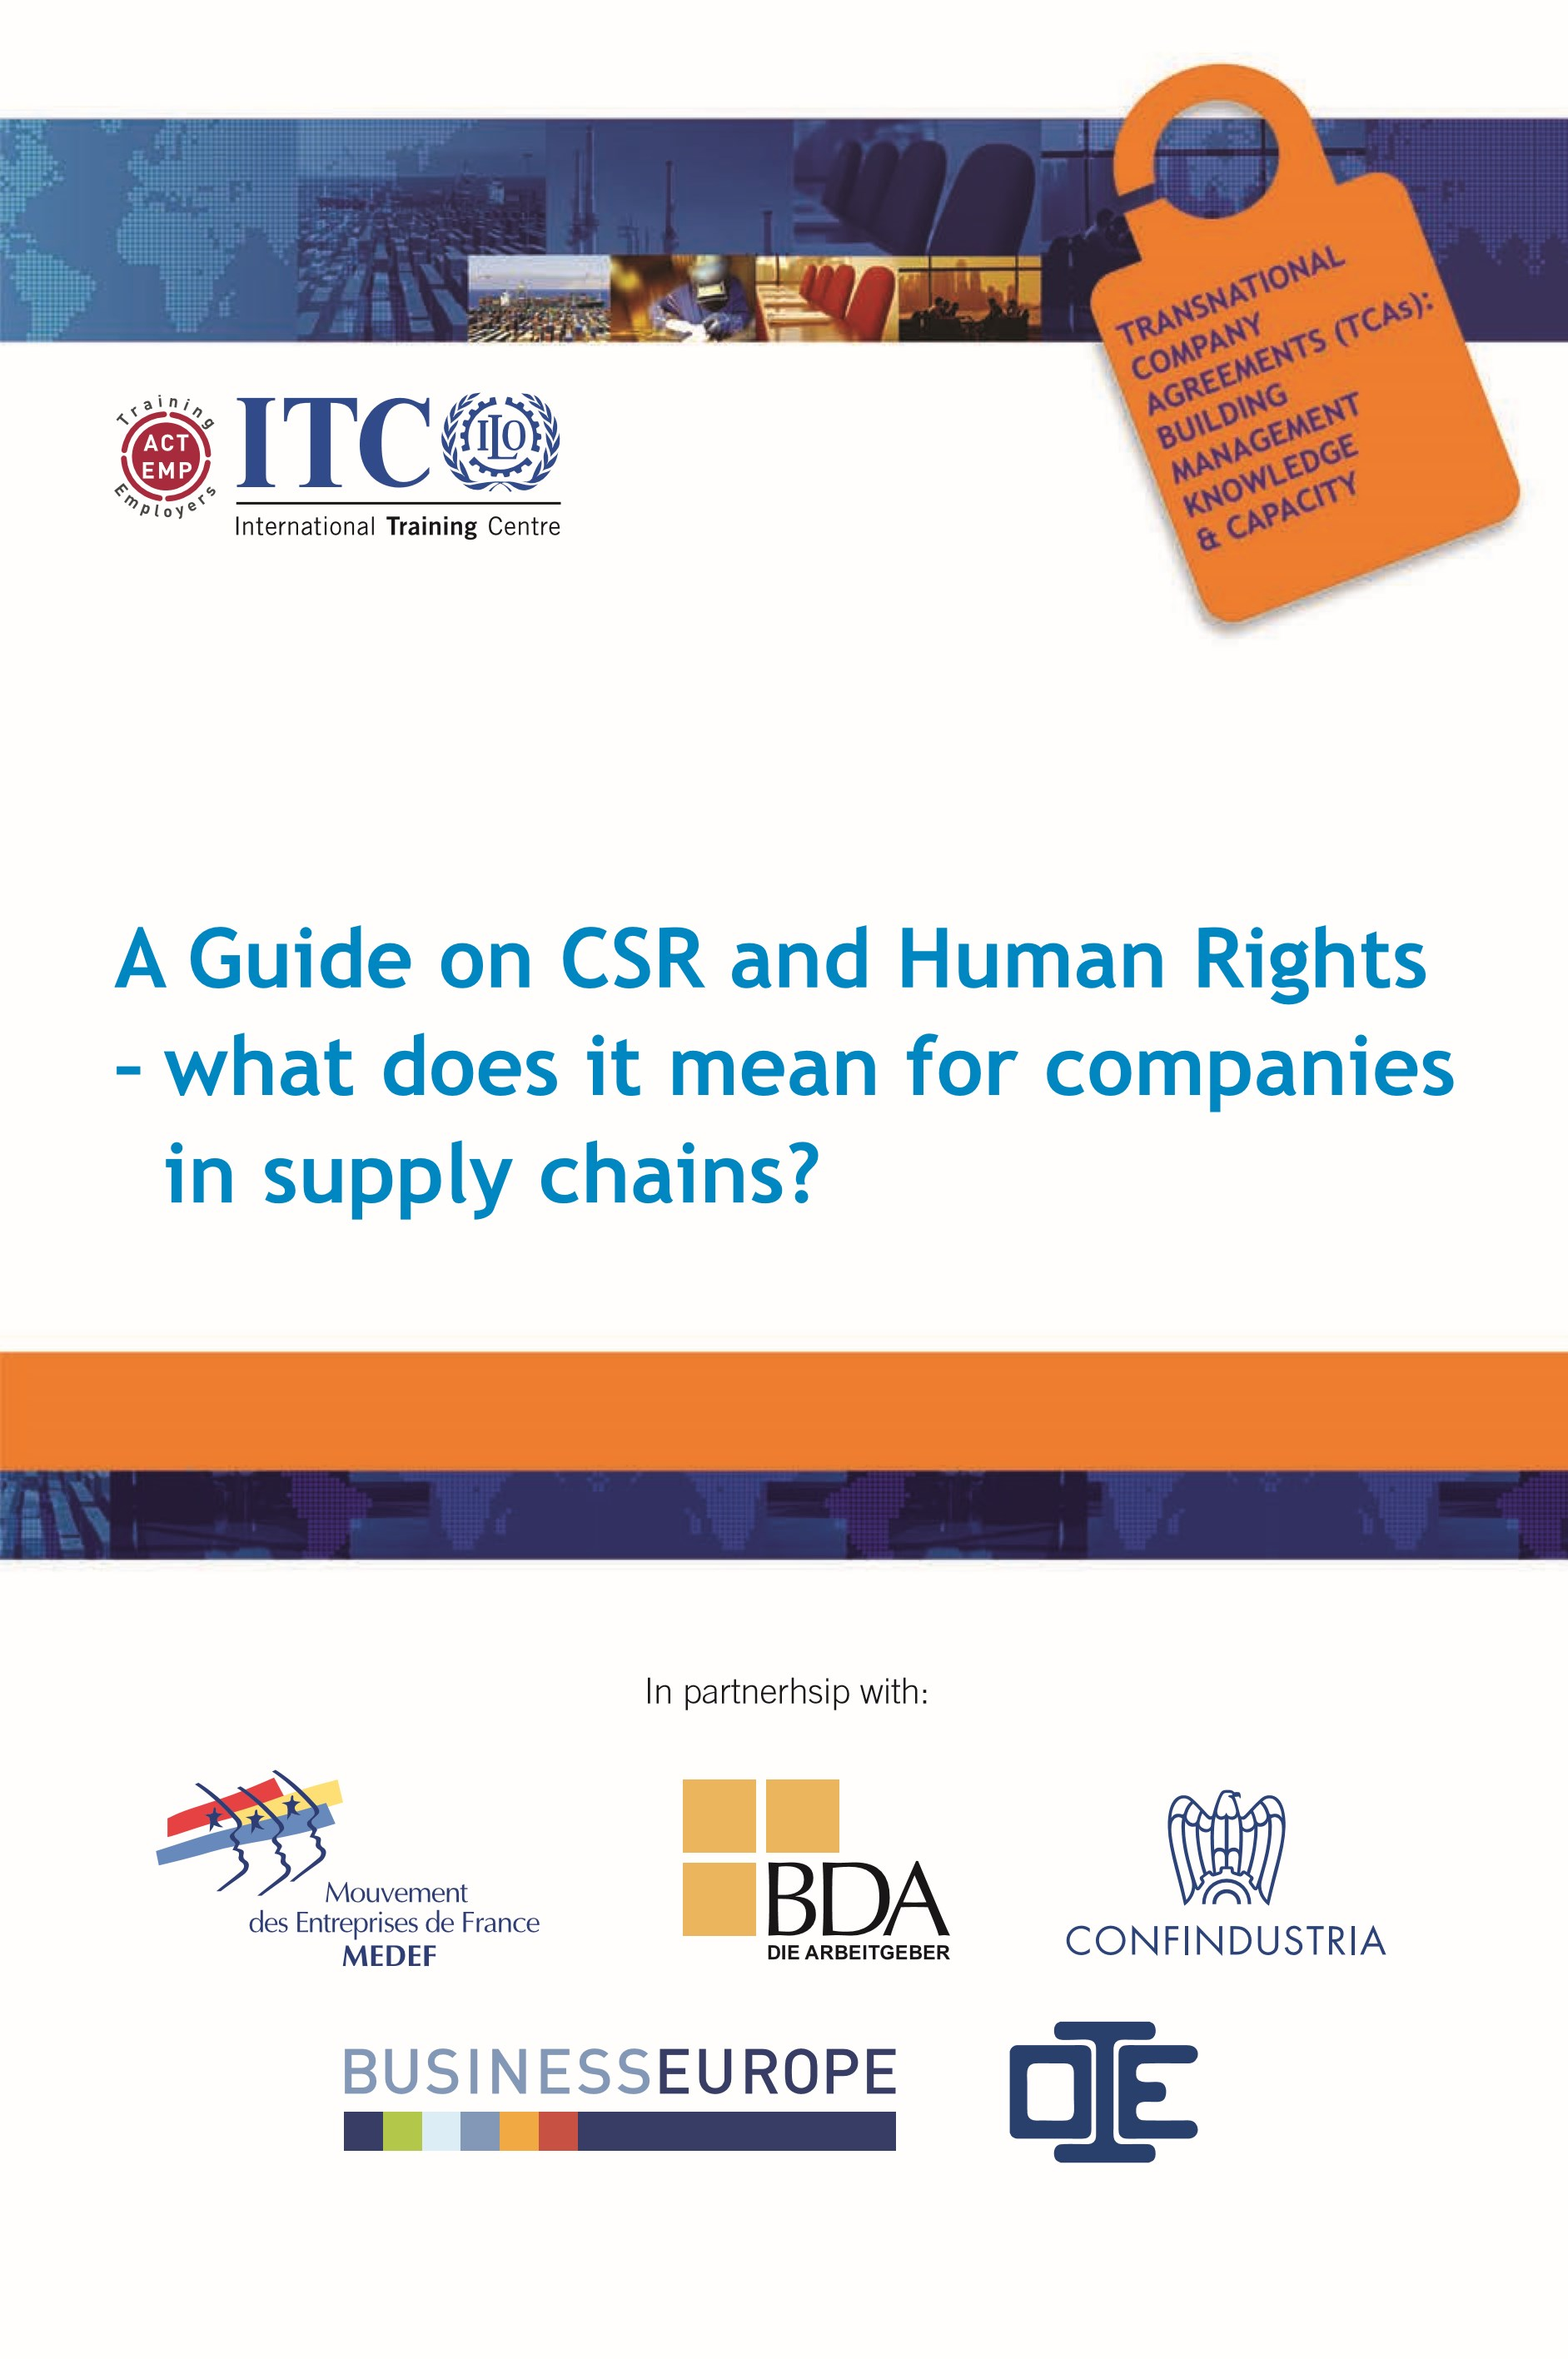 TRANSNATIONAL
COMPANY
AGREEMENTS (TCAs):
BUILDING
MANAGEMENT
KNOWLEDGE
& CAPACITY
Training
ACT
EMP
Employers
ITC
ILO
International Training Centre
A Guide on CSR and Human Rights
- what does it mean for companies
in supply chains?
In partnerhsip with:
Mouvement
des Entreprises de France
MEDEF
BDA
DIE ARBEITGEBER
CONFINDUSTRIA
BUSINESSEUROPE
OIE